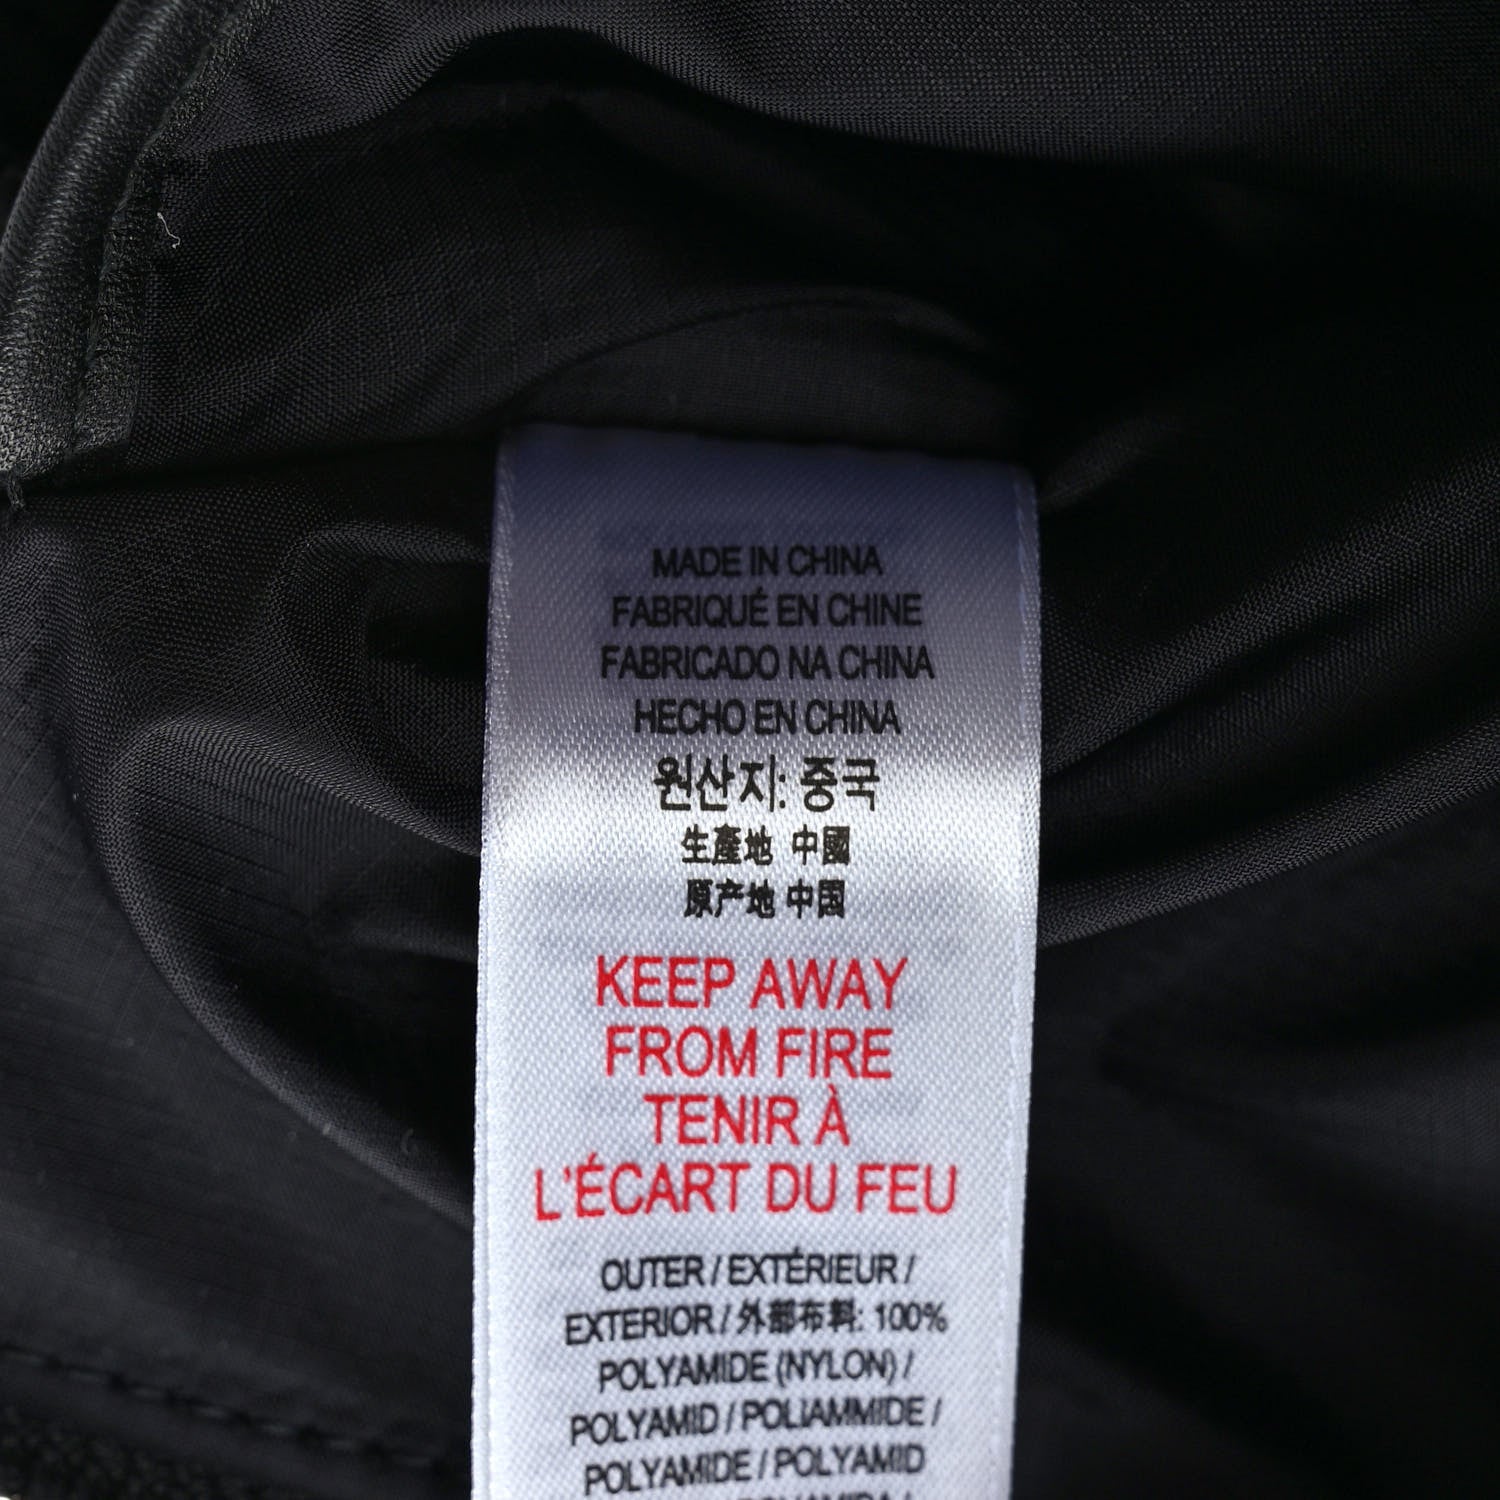 MADE IN CHINA
FABRIQUÉ EN CHINE
FABRICADO NA CHINA
HECHO EN CHINA
원산지: 중국
生產地 中國
原产地 中国
KEEP AWAY
FROM FIRE
TENIR À
L'ÉCART DU FEU
OUTER / EXTÉRIEUR /
EXTERIOR / 外部布料: 100%
POLYAMIDE (NYLON) /
POLYAMID / POLIAMMIDE /
POLYAMIDE / POLYAMID